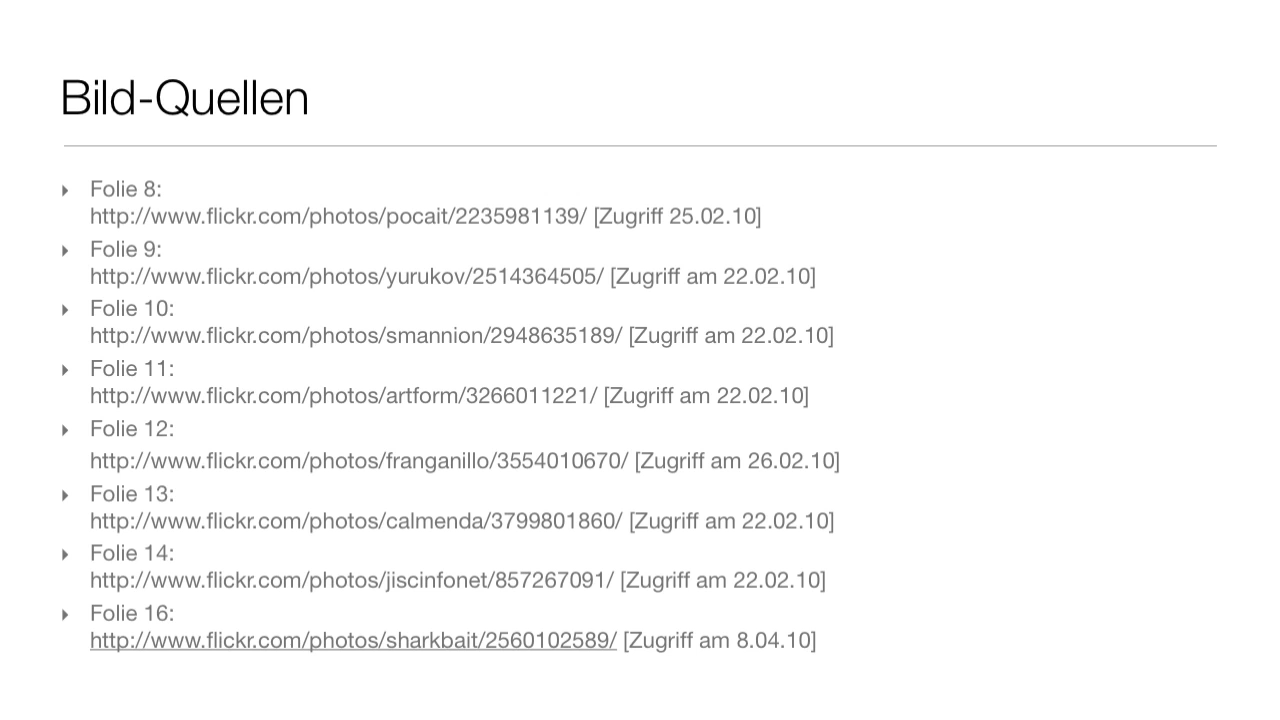 Bild-Quellen
Folie 8:
http://www.flickr.com/photos/pocait/2235981139/ [Zugriff 25.02.10]
Folie 9:
http://www.flickr.com/photos/yurukov/2514364505/ [Zugriff am 22.02.10]
Folie 10:
http://www.flickr.com/photos/smannion/2948635189/ [Zugriff am 22.02.10]
Folie 11:
http://www.flickr.com/photos/artform/3266011221/ [Zugriff am 22.02.10]
Folie 12:
http://www.flickr.com/photos/franganillo/3554010670/ [Zugriff am 26.02.10]
Folie 13:
http://www.flickr.com/photos/calmenda/3799801860/ [Zugriff am 22.02.10]
Folie 14:
http://www.flickr.com/photos/jiscinfonet/857267091/ [Zugriff am 22.02.10]
Folie 16:
http://www.flickr.com/photos/sharkbait/2560102589/ [Zugriff am 8.04.10]